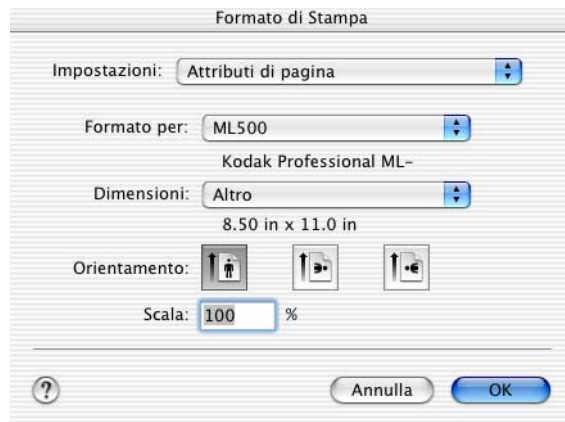 Formato di Stampa
Impostazioni: Attributi di pagina
Formato per: ML500
Kodak Professional ML-
Dimensioni: Altro
8.50 in x 11.0 in
Orientamento:
Scala: 100 %
? Annulla OK